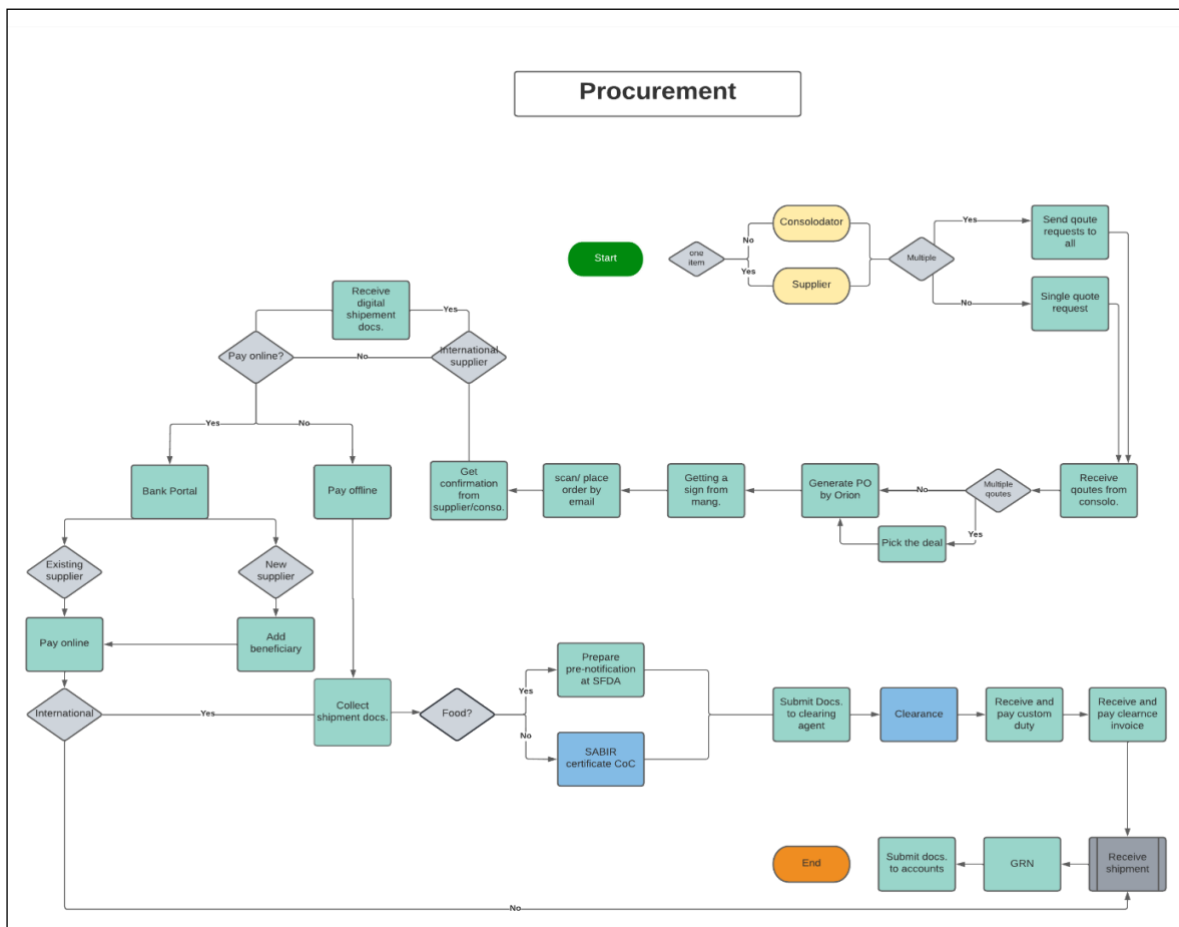 Procurement
Start
one
item
No
Yes
Consolodator
Supplier
Multiple
Yes
No
Send qoute
requests to
all
Single quote
request
Receive
digital
shipement
docs.
Yes
Pay online?
No
International
supplier
Yes
No
Bank Portal
Pay offline
Get
confirmation
from
supplier/conso.
scan/ place
order by
email
Getting a
sign from
mang.
Generate PO
by Orion
No
Multiple
qoutes
Yes
Pick the deal
Receive
qoutes from
consolo.
Existing
supplier
New
supplier
Pay online
Add
beneficiary
International
Yes
Collect
shipment docs.
Food?
Yes
No
Prepare
pre-notification
at SFDA
SABIR
certificate CoC
Submit Docs.
to clearing
agent
Clearance
Receive and
pay custom
duty
Receive and
pay clearnce
invoice
End
Submit docs.
to accounts
GRN
Receive
shipment
No